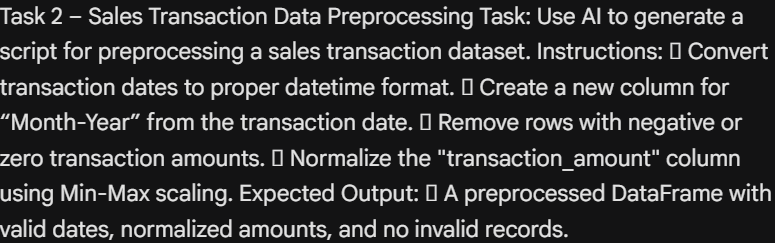 Task 2 – Sales Transaction Data Preprocessing Task: Use AI to generate a
script for preprocessing a sales transaction dataset. Instructions: ▯ Convert
transaction dates to proper datetime format. ▯ Create a new column for
“Month-Year” from the transaction date. ▯ Remove rows with negative or
zero transaction amounts. ▯ Normalize the "transaction_amount" column
using Min-Max scaling. Expected Output: ▯ A preprocessed DataFrame with
valid dates, normalized amounts, and no invalid records.